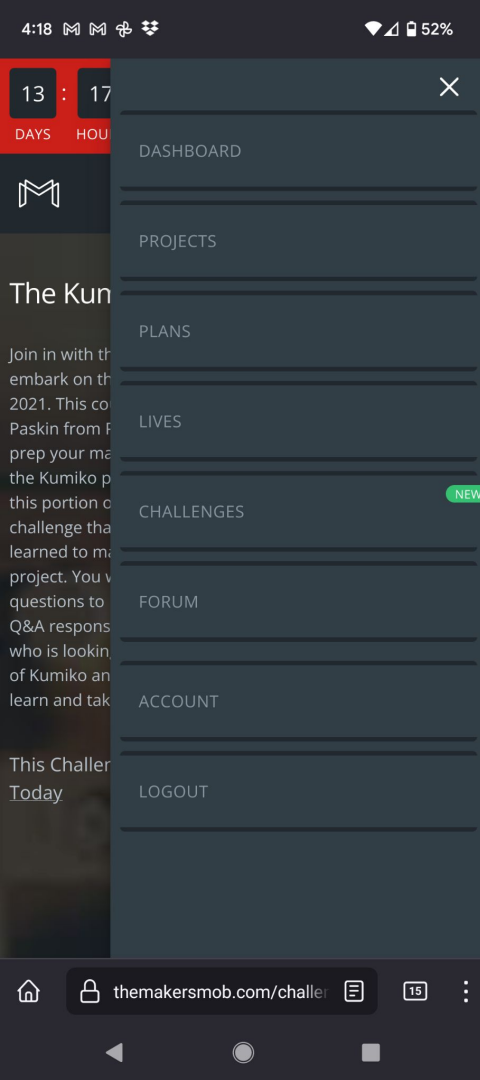 4:18 52%
13 : 17
DAYS HOU
DASHBOARD
PROJECTS
The Kum
PLANS
Join in with th
embark on th
2021. This co
Paskin from
prep your ma
the Kumiko p
this portion o
challenge tha
learned to ma
project. You
questions to
Q&A respons
who is looking
of Kumiko an
learn and tak
LIVES
CHALLENGES
NEW
FORUM
ACCOUNT
This Challen
Today
LOGOUT
themakersmob.com/challen
15